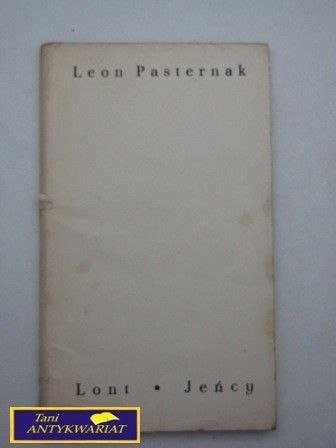 Leon Pasternak
Lont • Jeńcy
Tani
ANTYKWARIAT